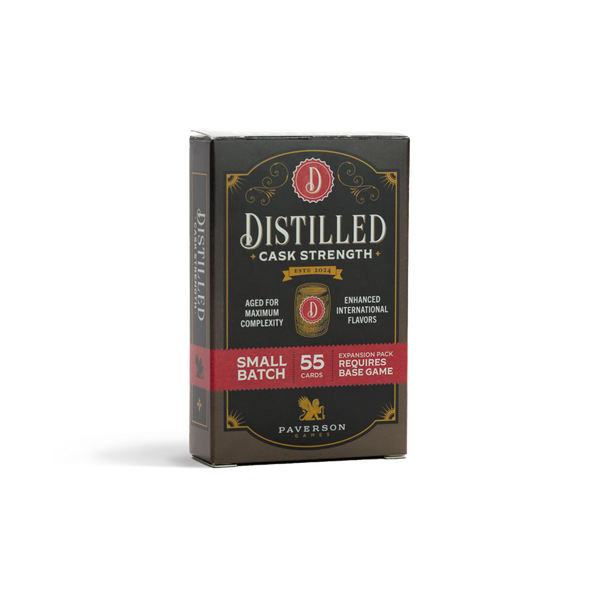 D
DISTILLED
CASK STRENGTH
ESTD 2024
AGED FOR
MAXIMUM
COMPLEXITY
D
ENHANCED
INTERNATIONAL
FLAVORS
SMALL
BATCH
55
CARDS
EXPANSION PACK
REQUIRES
BASE GAME
PAVERSON
GAMES
DISTILLED
CASK STRENGTH